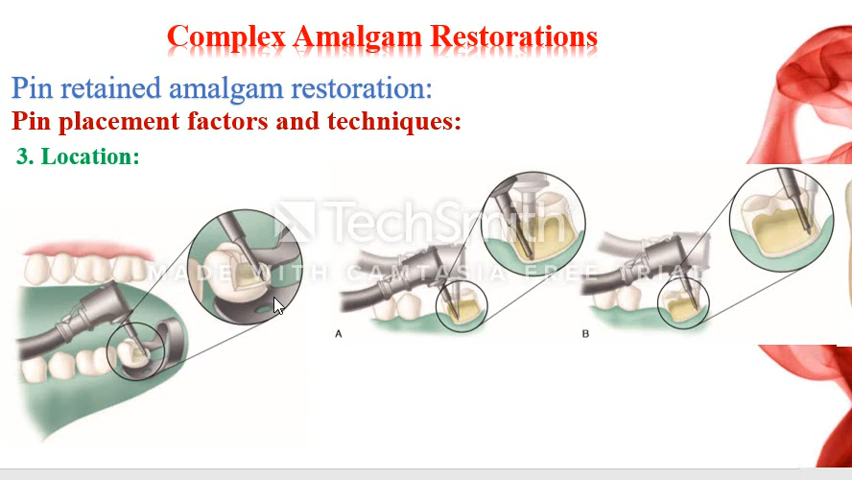 Complex Amalgam Restorations
Pin retained amalgam restoration:
Pin placement factors and techniques:
3. Location:
TechSmith
MADE WITH CAMTASIA FREE TRIAL
A
B